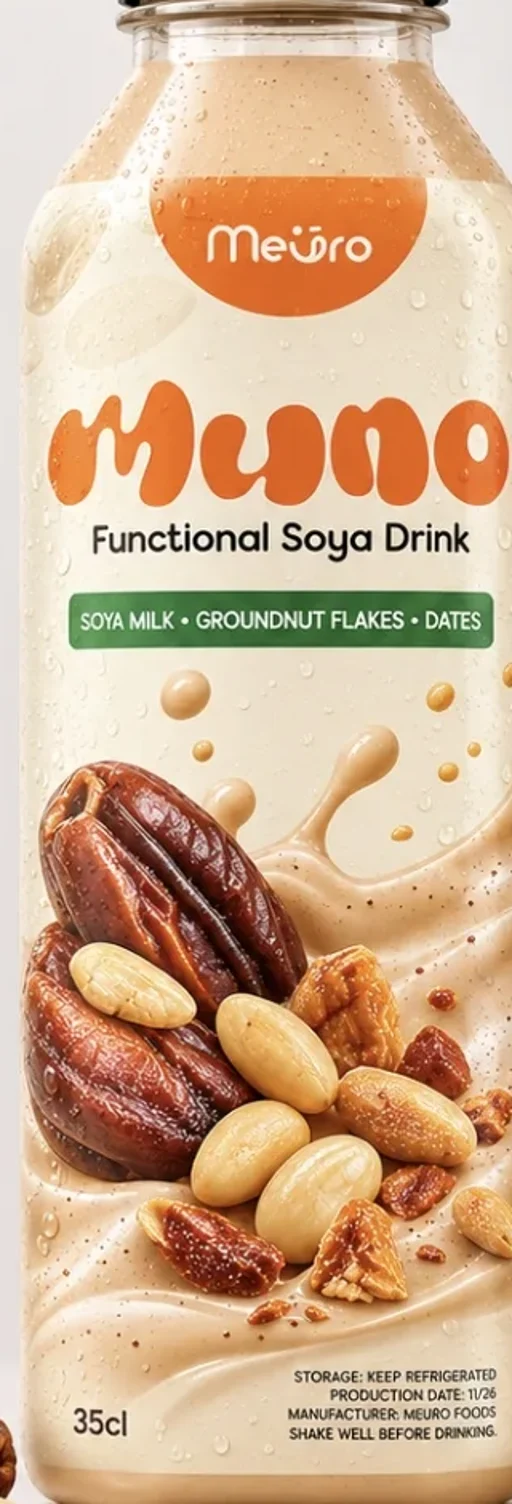 Meüro
Muno
Functional Soya Drink
SOYA MILK • GROUNDNUT FLAKES • DATES
35cl
STORAGE: KEEP REFRIGERATED
PRODUCTION DATE: 11/26
MANUFACTURER: MEURO FOODS
SHAKE WELL BEFORE DRINKING.